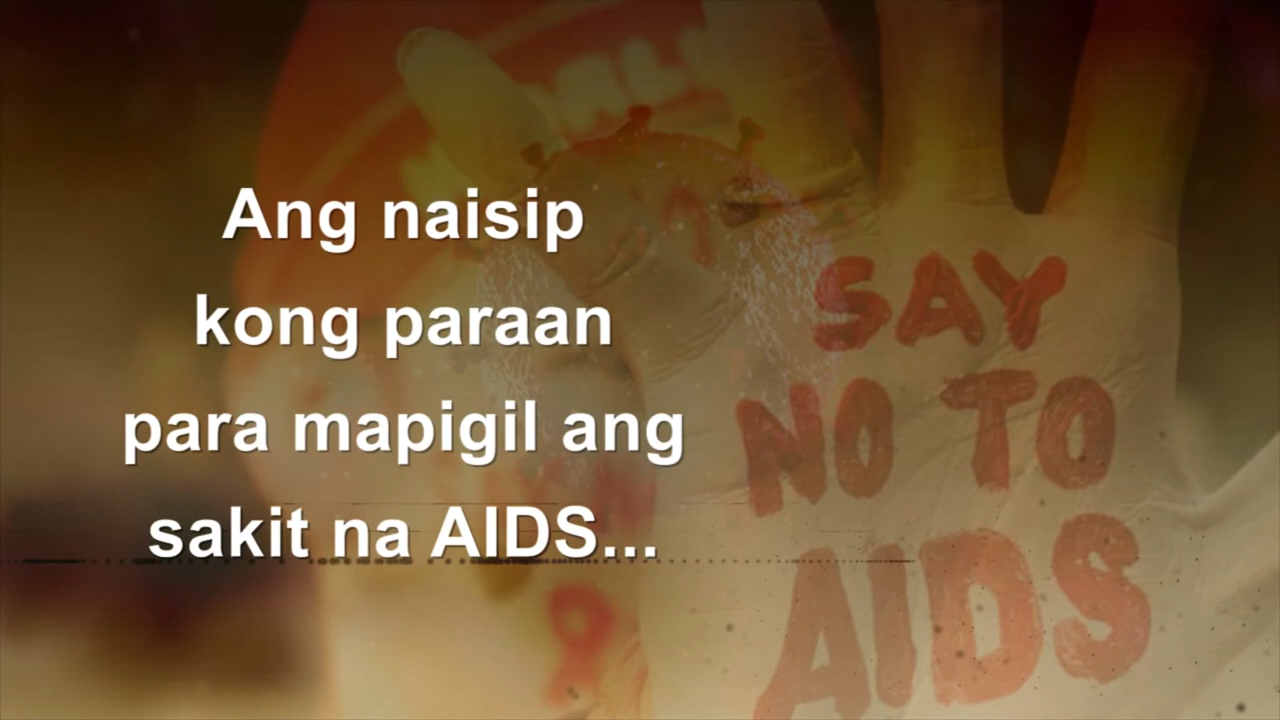 Ang naisip
kong paraan
para mapigil ang
sakit na AIDS...
SAY
NO TO
AIDS